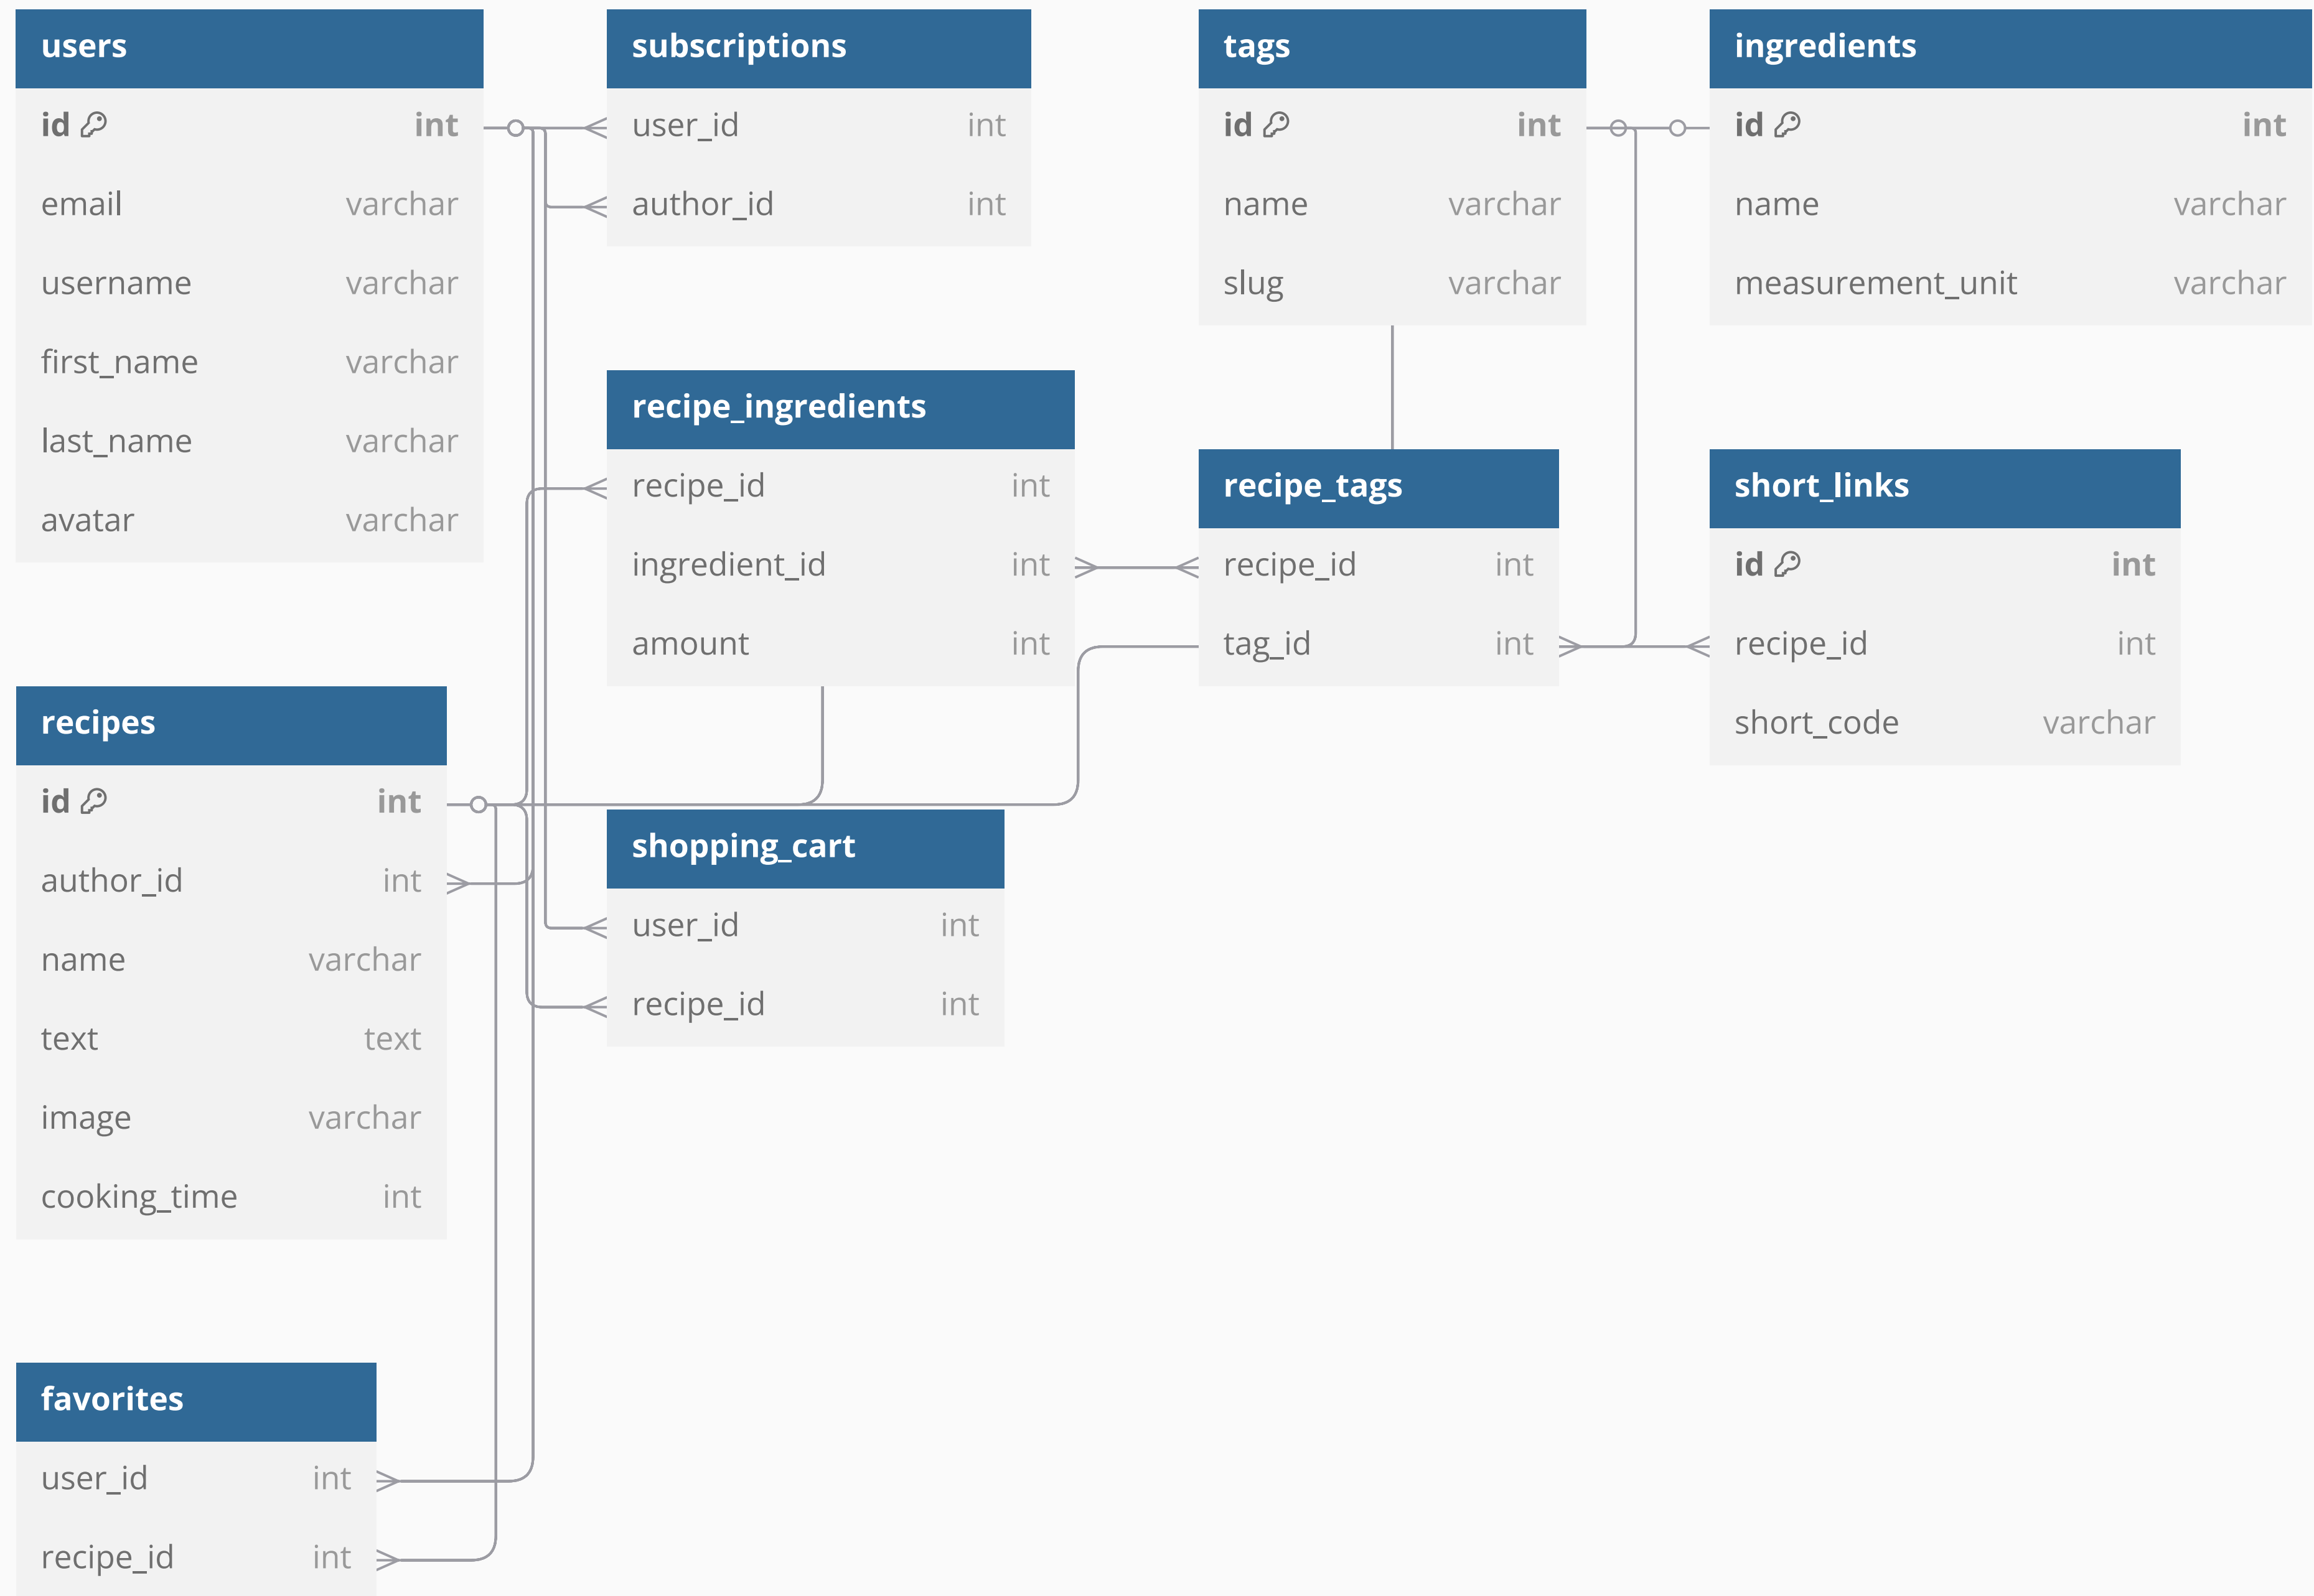 users
id int
email varchar
username varchar
first_name varchar
last_name varchar
avatar varchar
subscriptions
user_id int
author_id int
tags
id int
name varchar
slug varchar
ingredients
id int
name varchar
measurement_unit varchar
recipe_ingredients
recipe_id int
ingredient_id int
amount int
recipe_tags
recipe_id int
tag_id int
short_links
id int
recipe_id int
short_code varchar
recipes
id int
author_id int
name varchar
text text
image varchar
cooking_time int
shopping_cart
user_id int
recipe_id int
favorites
user_id int
recipe_id int